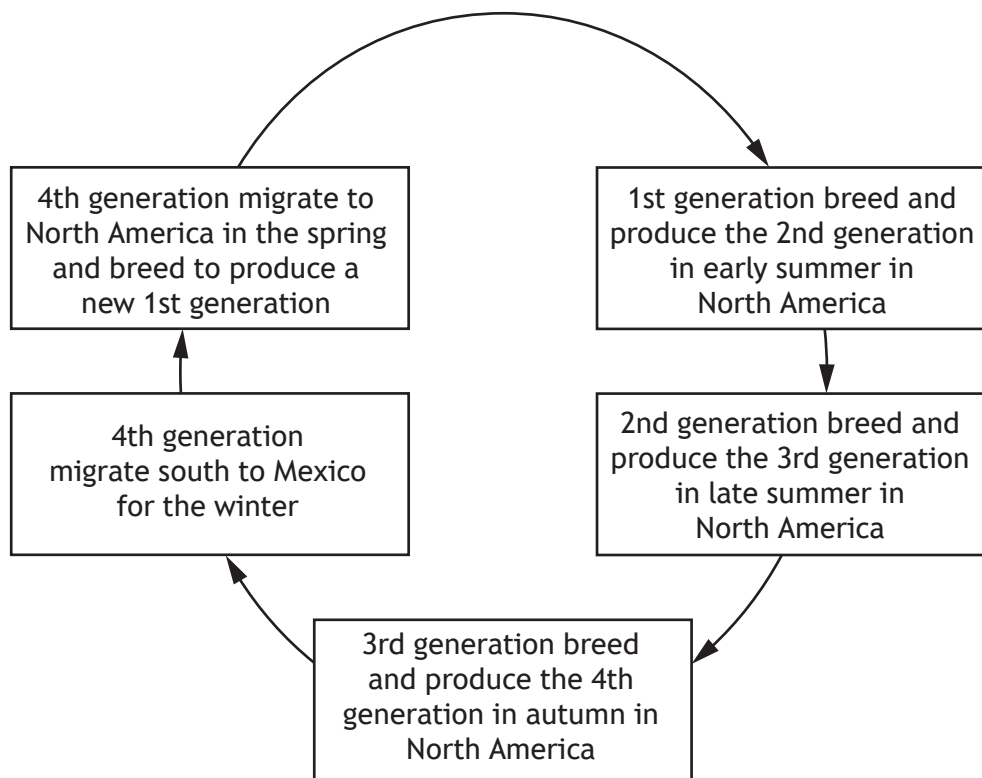 4th generation migrate to
North America in the spring
and breed to produce a
new 1st generation
1st generation breed and
produce the 2nd generation
in early summer in
North America
2nd generation breed and
produce the 3rd generation
in late summer in
North America
3rd generation breed
and produce the 4th
generation in autumn in
North America
4th generation
migrate south to Mexico
for the winter